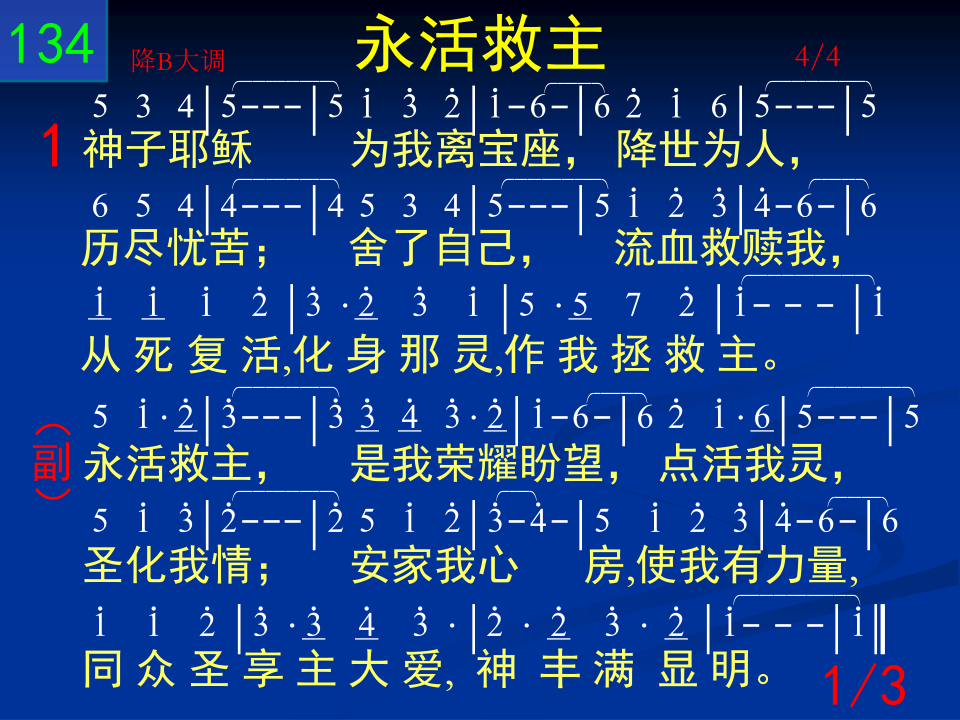 134
永活救主
降B大调
4/4
5 3 4|5---|5 i 3̇ 2̇|i-6-|6 2̇ i 6|5---|5
1 神子耶稣 为我离宝座， 降世为人，
6 5 4|4---|4 5 3 4|5---|5 i 2̇ 3̇|4̇-6-|6
历尽忧苦； 舍了自己， 流血救赎我，
i i i 2̇|3̇·2̇ 3̇ i|5·5 7 2̇|i---|i
从死复活,化身那灵,作我拯救主。
5 i·2̇|3̇---|3̇ 3̇ 4̇ 3̇·2̇|i-6-|6 2̇ i·6|5---|5
（副） 永活救主， 是我荣耀盼望， 点活我灵，
5 i 3̇|2̇---|2̇ 5 i 2̇|3̇-4̇-|5 i 2̇ 3̇|4̇-6-|6
圣化我情； 安家我心 房,使我有力量,
i i 2̇|3̇·3̇ 4̇ 3̇·|2̇·2̇ 3̇·2̇|i---|i‖
同众圣享主大爱, 神丰满显明。
1/3